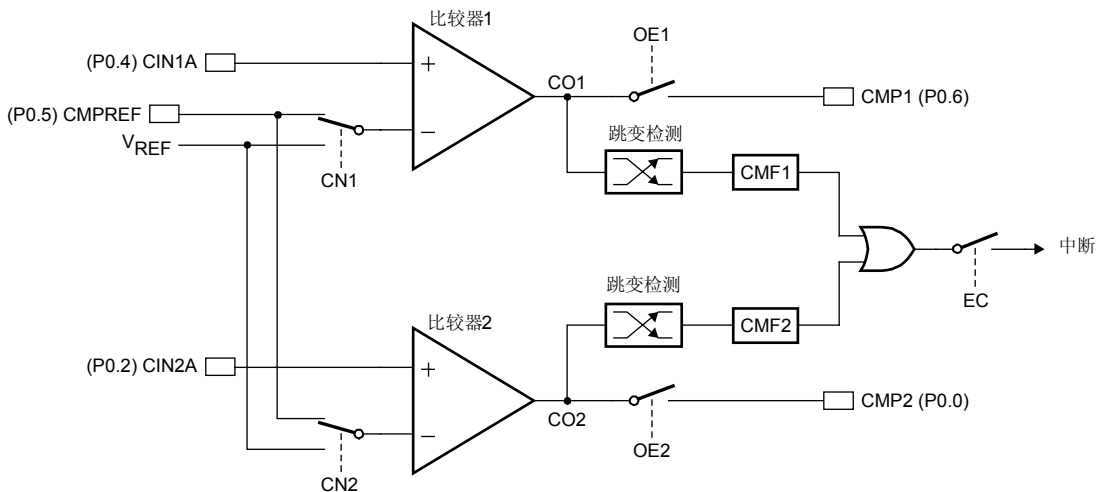 比较器1
OE1
(P0.4) CIN1A
CO1
CMP1 (P0.6)
(P0.5) CMPREF
跳变检测
VREF
CN1
CMF1
中断
EC
跳变检测
比较器2
CMF2
(P0.2) CIN2A
CMP2 (P0.0)
CO2
OE2
CN2